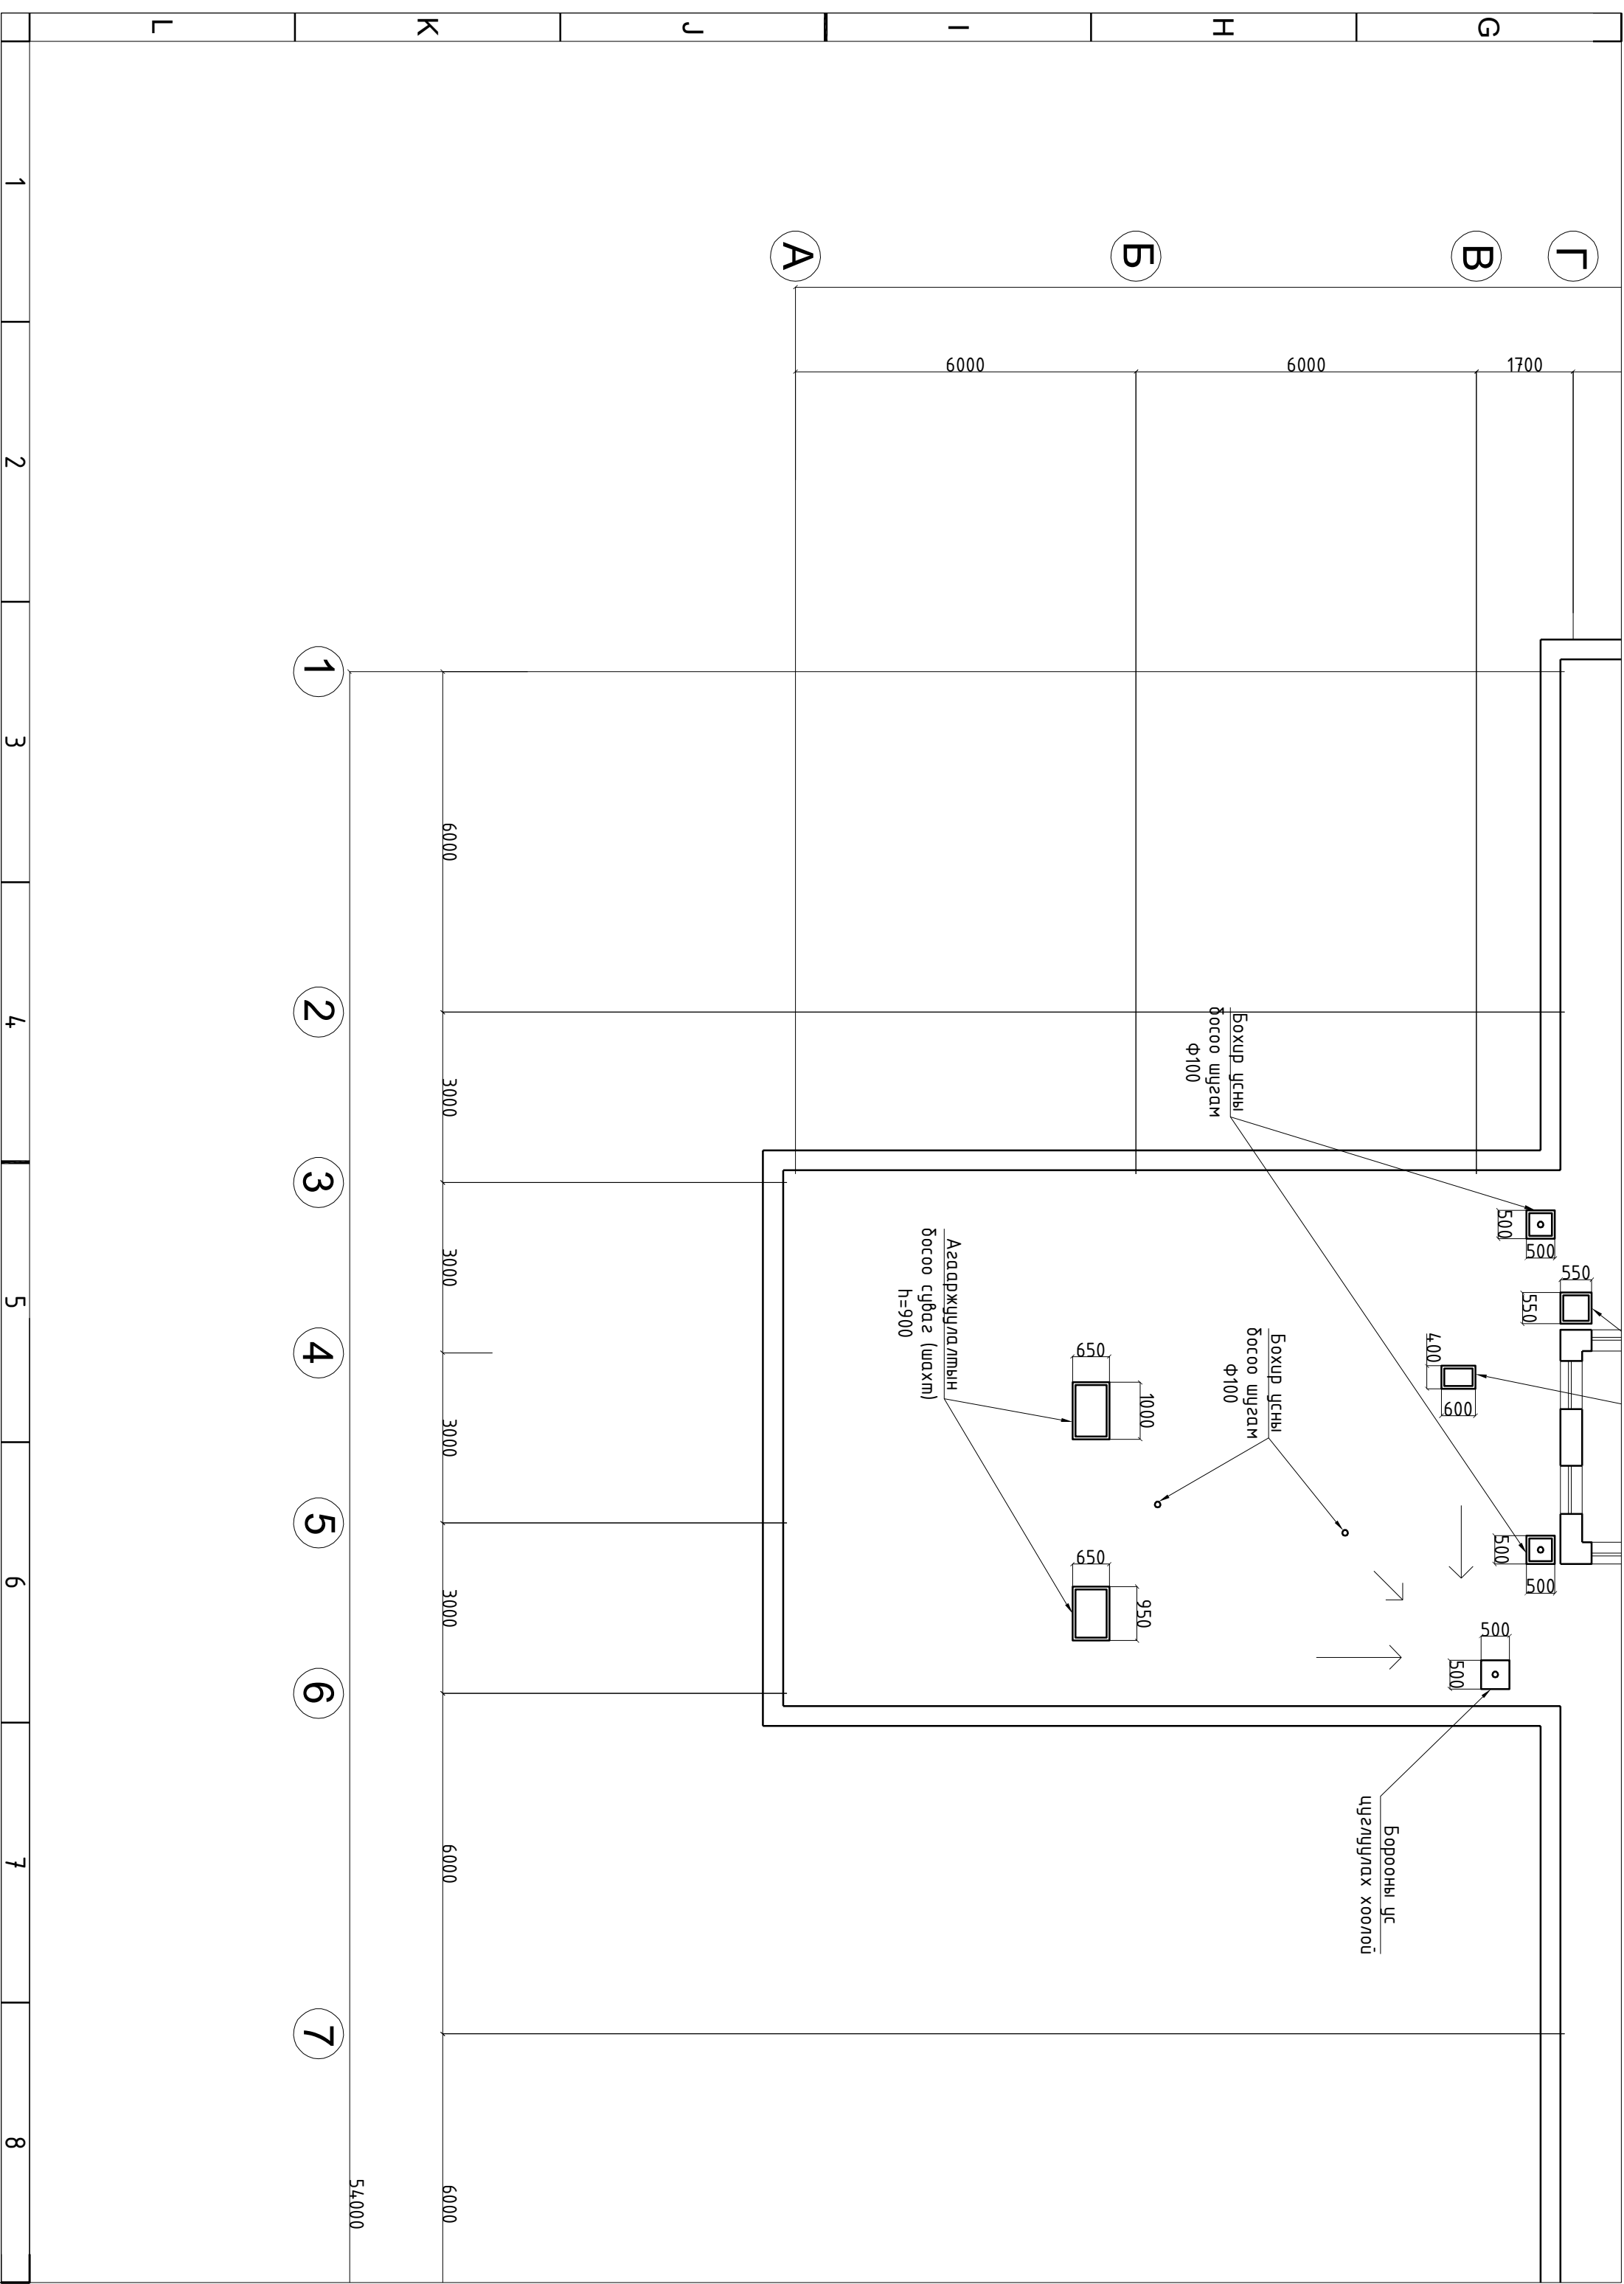 G
H
I
J
K
L
1
2
3
4
5
6
7
8
Г
В
Б
А
1700
6000
6000
550
550
500
500
500
500
500
500
400
600
Борооны ус
цуглуулах хоолой
Бохир усны
босоо шугам
ф100
Бохир усны
босоо шугам
ф100
1000
650
950
650
Агааржуулалтын
босоо суваг (шахт)
h=900
6000
3000
3000
3000
3000
6000
6000
54000
1
2
3
4
5
6
7